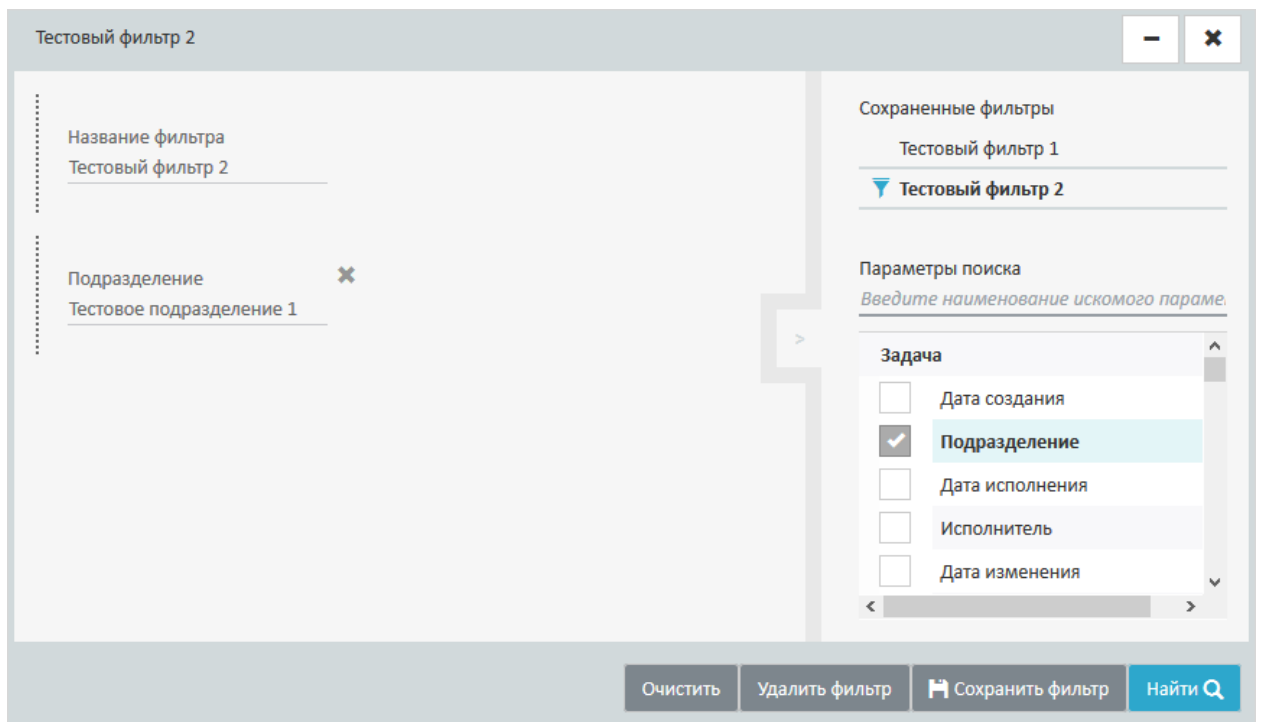 Тестовый фильтр 2
Название фильтра
Тестовый фильтр 2
Подразделение
Тестовое подразделение 1
>
Сохраненные фильтры
Тестовый фильтр 1
Тестовый фильтр 2
Параметры поиска
Введите наименование искомого параме
Задача
Дата создания
Подразделение
Дата исполнения
Исполнитель
Дата изменения
Очистить Удалить фильтр Сохранить фильтр Найти